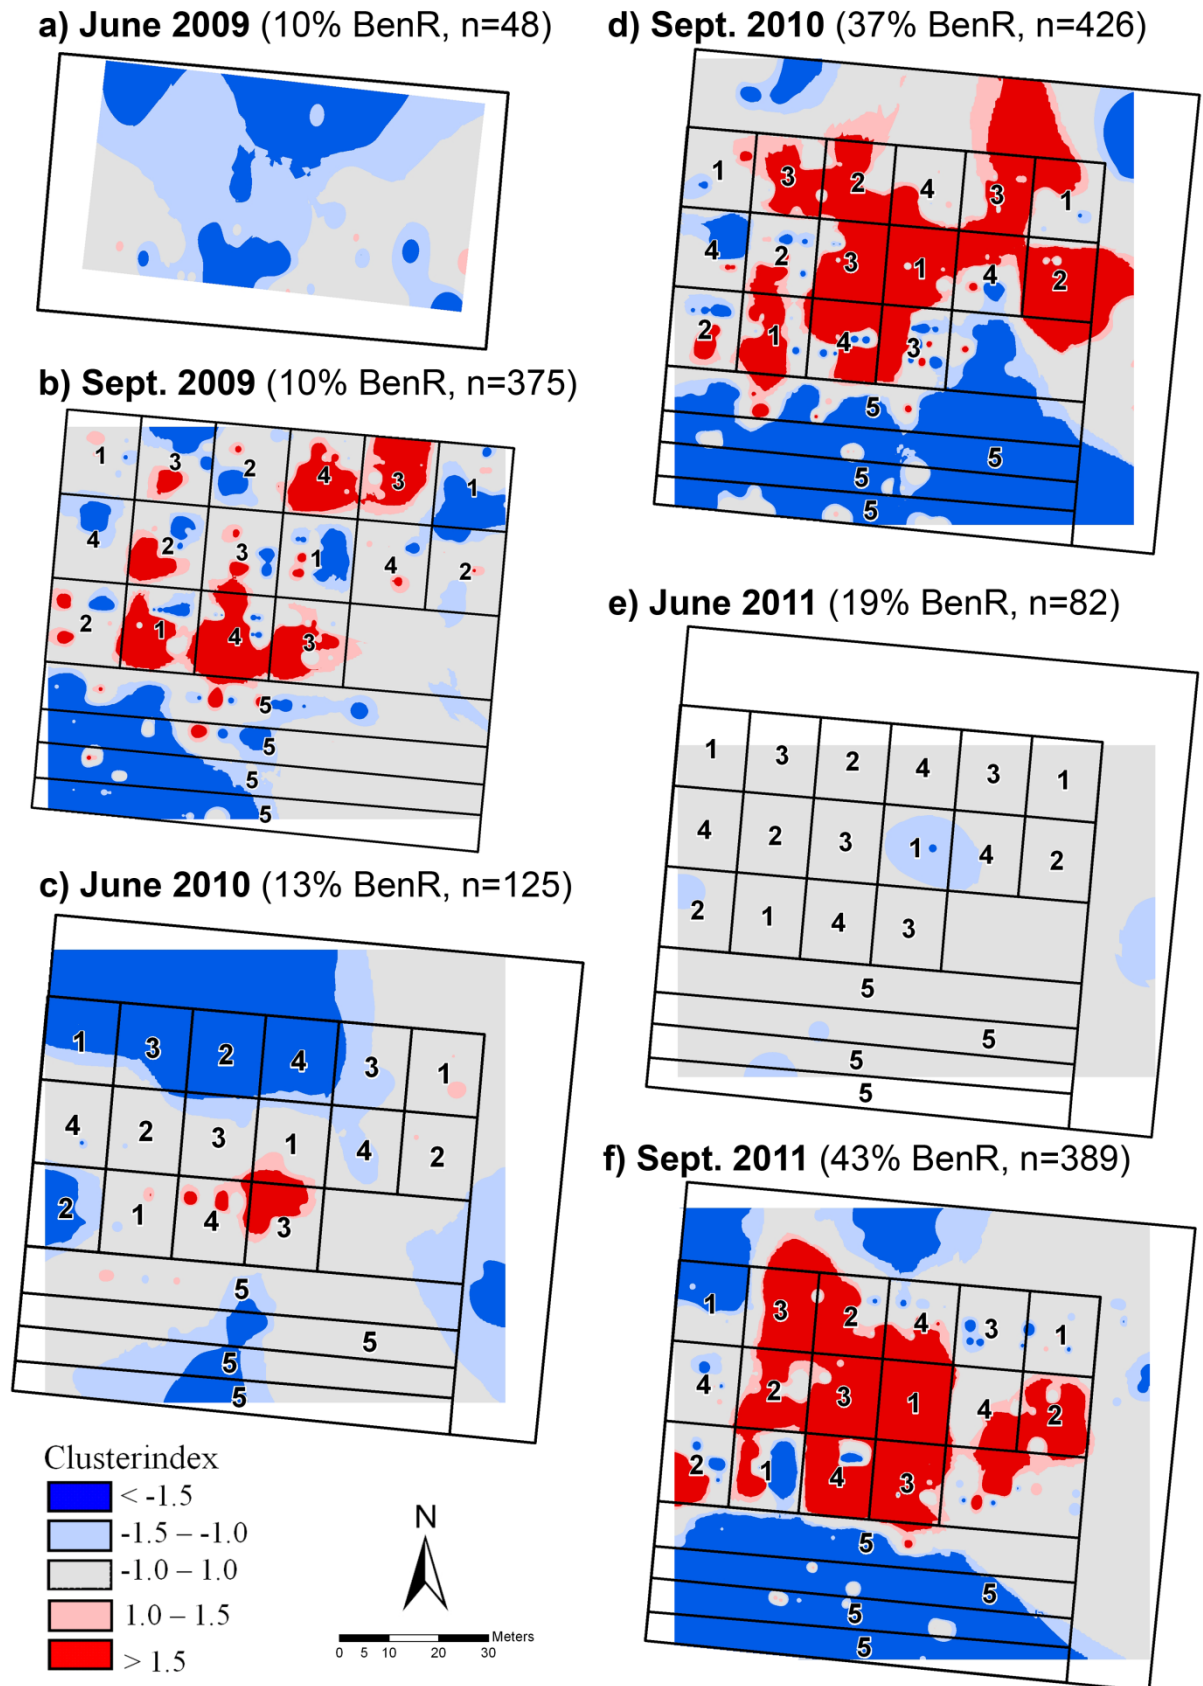 a) June 2009 (10% BenR, n=48)
b) Sept. 2009 (10% BenR, n=375)
1 3 2 4 3 1
4 2 3 1 4 2
2 1 4 3
5
5
5
5
c) June 2010 (13% BenR, n=125)
1 3 2 4 3 1
4 2 3 1 4 2
2 1 4 3
5
5
5
5
Clusterindex
< -1.5
-1.5 – -1.0
-1.0 – 1.0
1.0 – 1.5
> 1.5
N
Meters
0 5 10 20 30
d) Sept. 2010 (37% BenR, n=426)
1 3 2 4 3 1
4 2 3 1 4 2
2 1 4 3
5
5
5
5
e) June 2011 (19% BenR, n=82)
1 3 2 4 3 1
4 2 3 1 4 2
2 1 4 3
5
5
5
5
f) Sept. 2011 (43% BenR, n=389)
1 3 2 4 3 1
4 2 3 1 4 2
2 1 4 3
5
5
5
5